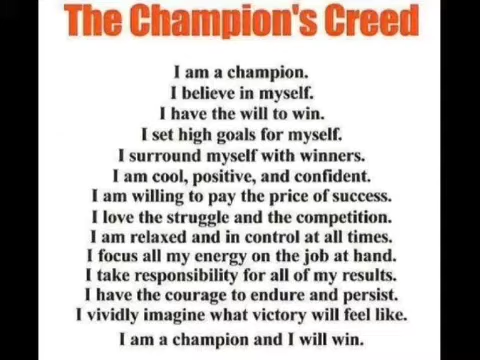 The Champion's Creed
I am a champion.
I believe in myself.
I have the will to win.
I set high goals for myself.
I surround myself with winners.
I am cool, positive, and confident.
I am willing to pay the price of success.
I love the struggle and the competition.
I am relaxed and in control at all times.
I focus all my energy on the job at hand.
I take responsibility for all of my results.
I have the courage to endure and persist.
I vividly imagine what victory will feel like.
I am a champion and I will win.